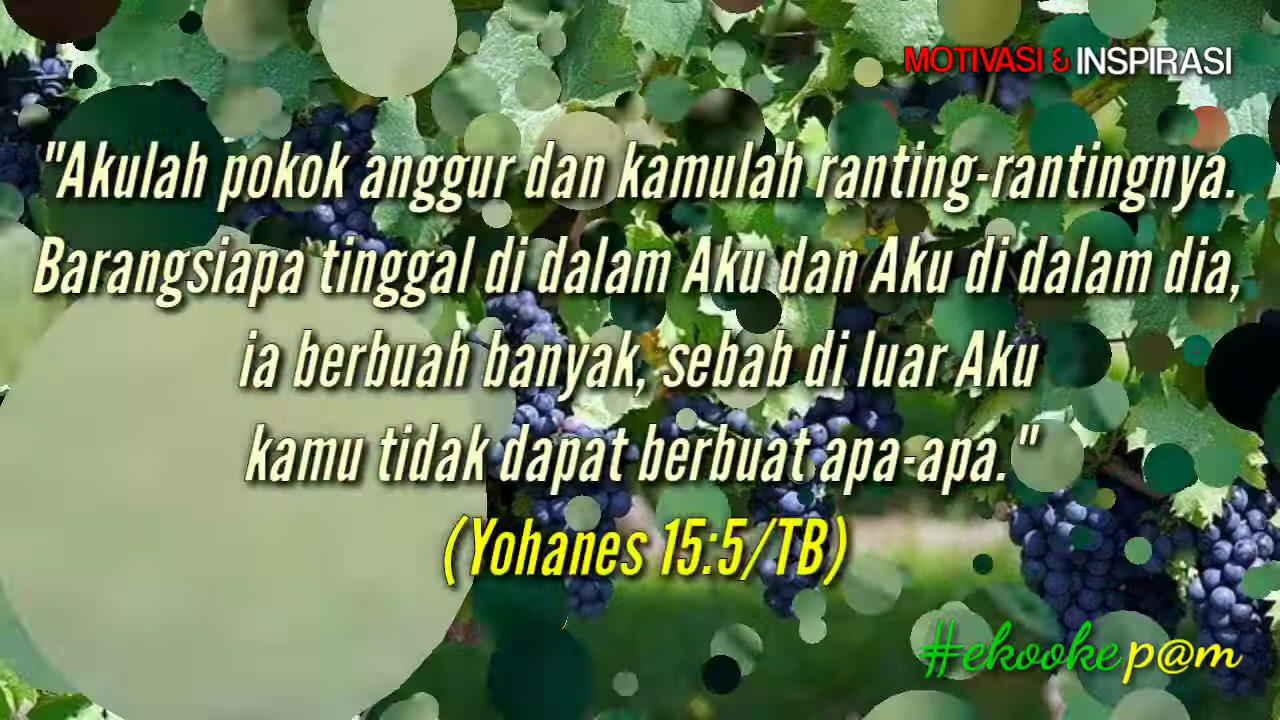 MOTIVASI & INSPIRASI
"Akulah pokok anggur dan kamulah ranting-rantingnya.
Barangsiapa tinggal di dalam Aku dan Aku di dalam dia,
ia berbuah banyak, sebab di luar Aku
kamu tidak dapat berbuat apa-apa."
(Yohanes 15:5/TB)
#ekookep@m